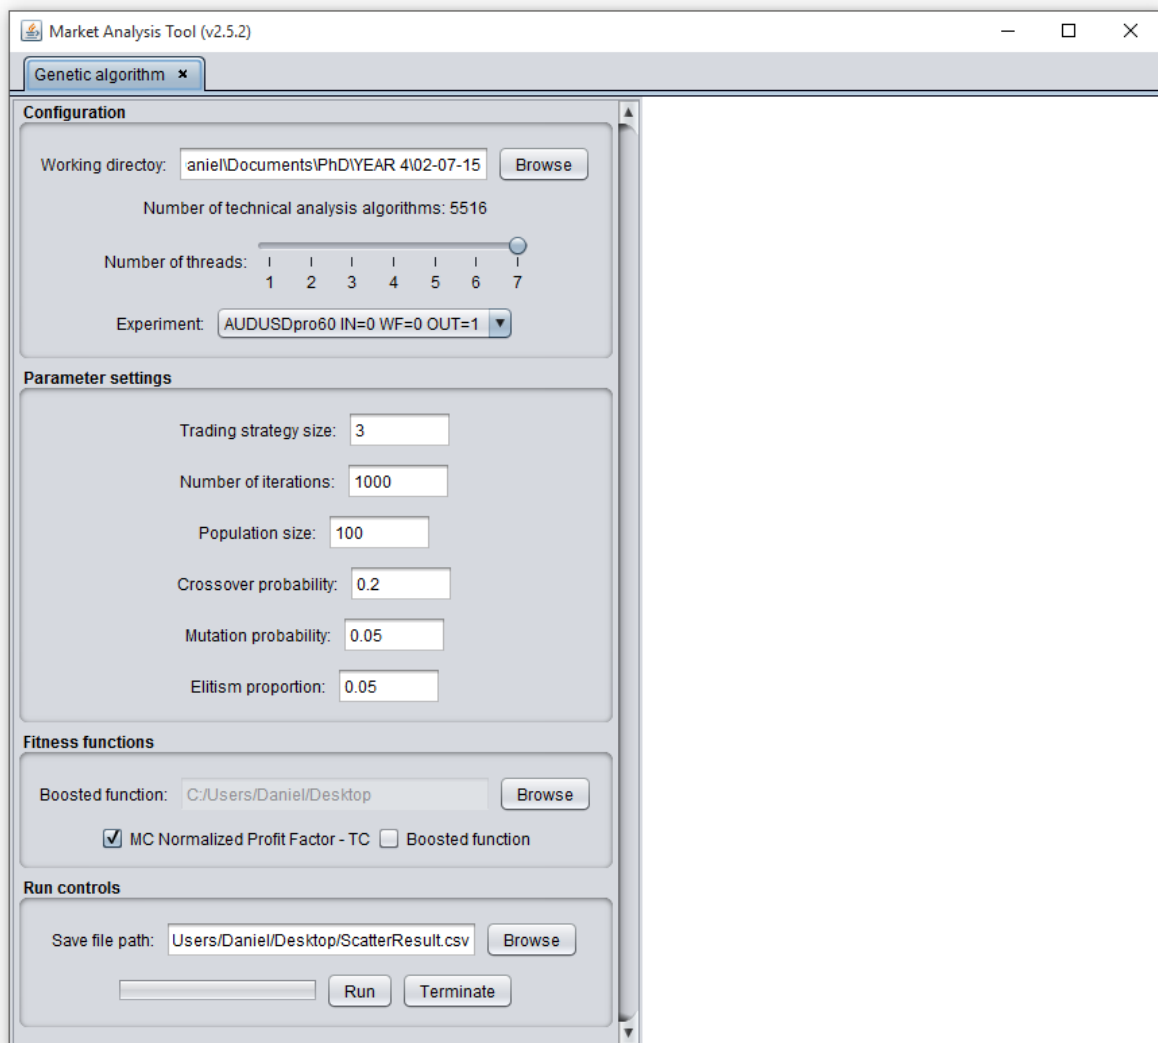 Market Analysis Tool (v2.5.2)
Genetic algorithm
Configuration
Working directoy: aniel\Documents\PhD\YEAR 4\02-07-15 Browse
Number of technical analysis algorithms: 5516
Number of threads:
1 2 3 4 5 6 7
Experiment: AUDUSDpro60 IN=0 WF=0 OUT=1
Parameter settings
Trading strategy size: 3
Number of iterations: 1000
Population size: 100
Crossover probability: 0.2
Mutation probability: 0.05
Elitism proportion: 0.05
Fitness functions
Boosted function: C:/Users/Daniel/Desktop Browse
MC Normalized Profit Factor - TC Boosted function
Run controls
Save file path: Users/Daniel/Desktop/ScatterResult.csv Browse
Run Terminate